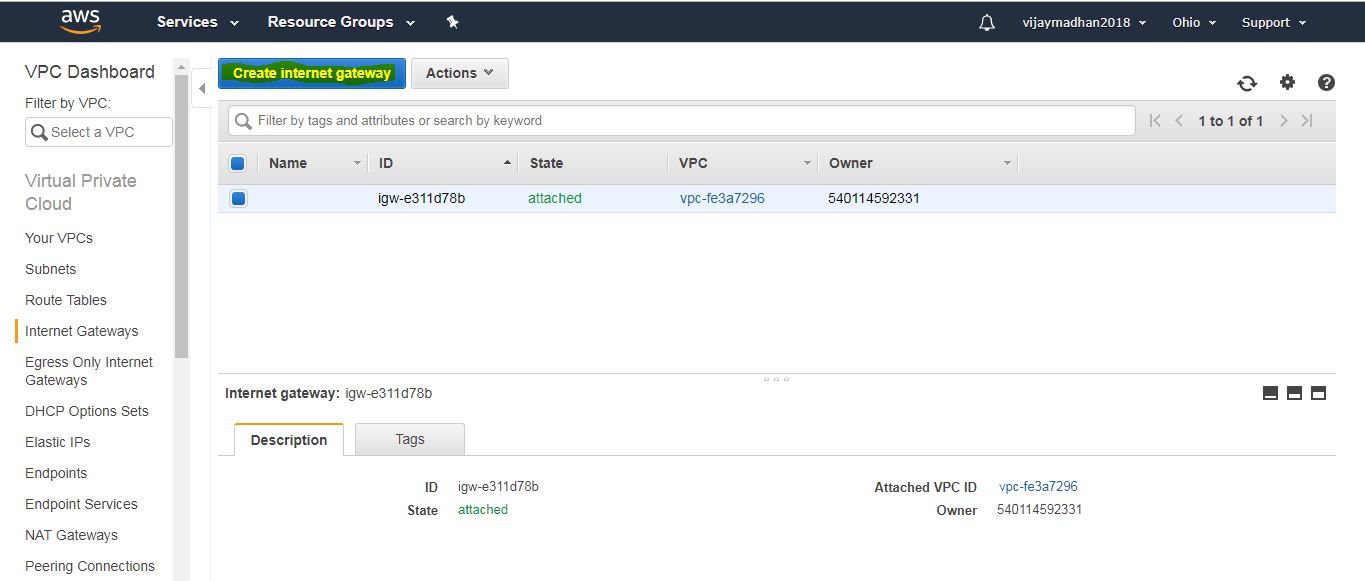 aws Services Resource Groups vijaymadhan2018 Ohio Support
VPC Dashboard
Filter by VPC:
Select a VPC
Virtual Private
Cloud
Your VPCs
Subnets
Route Tables
Internet Gateways
Egress Only Internet
Gateways
DHCP Options Sets
Elastic IPs
Endpoints
Endpoint Services
NAT Gateways
Peering Connections
Create internet gateway Actions
Filter by tags and attributes or search by keyword 1 to 1 of 1
Name ID State VPC Owner
igw-e311d78b attached vpc-fe3a7296 540114592331
Internet gateway: igw-e311d78b
Description Tags
ID igw-e311d78b Attached VPC ID vpc-fe3a7296
State attached Owner 540114592331